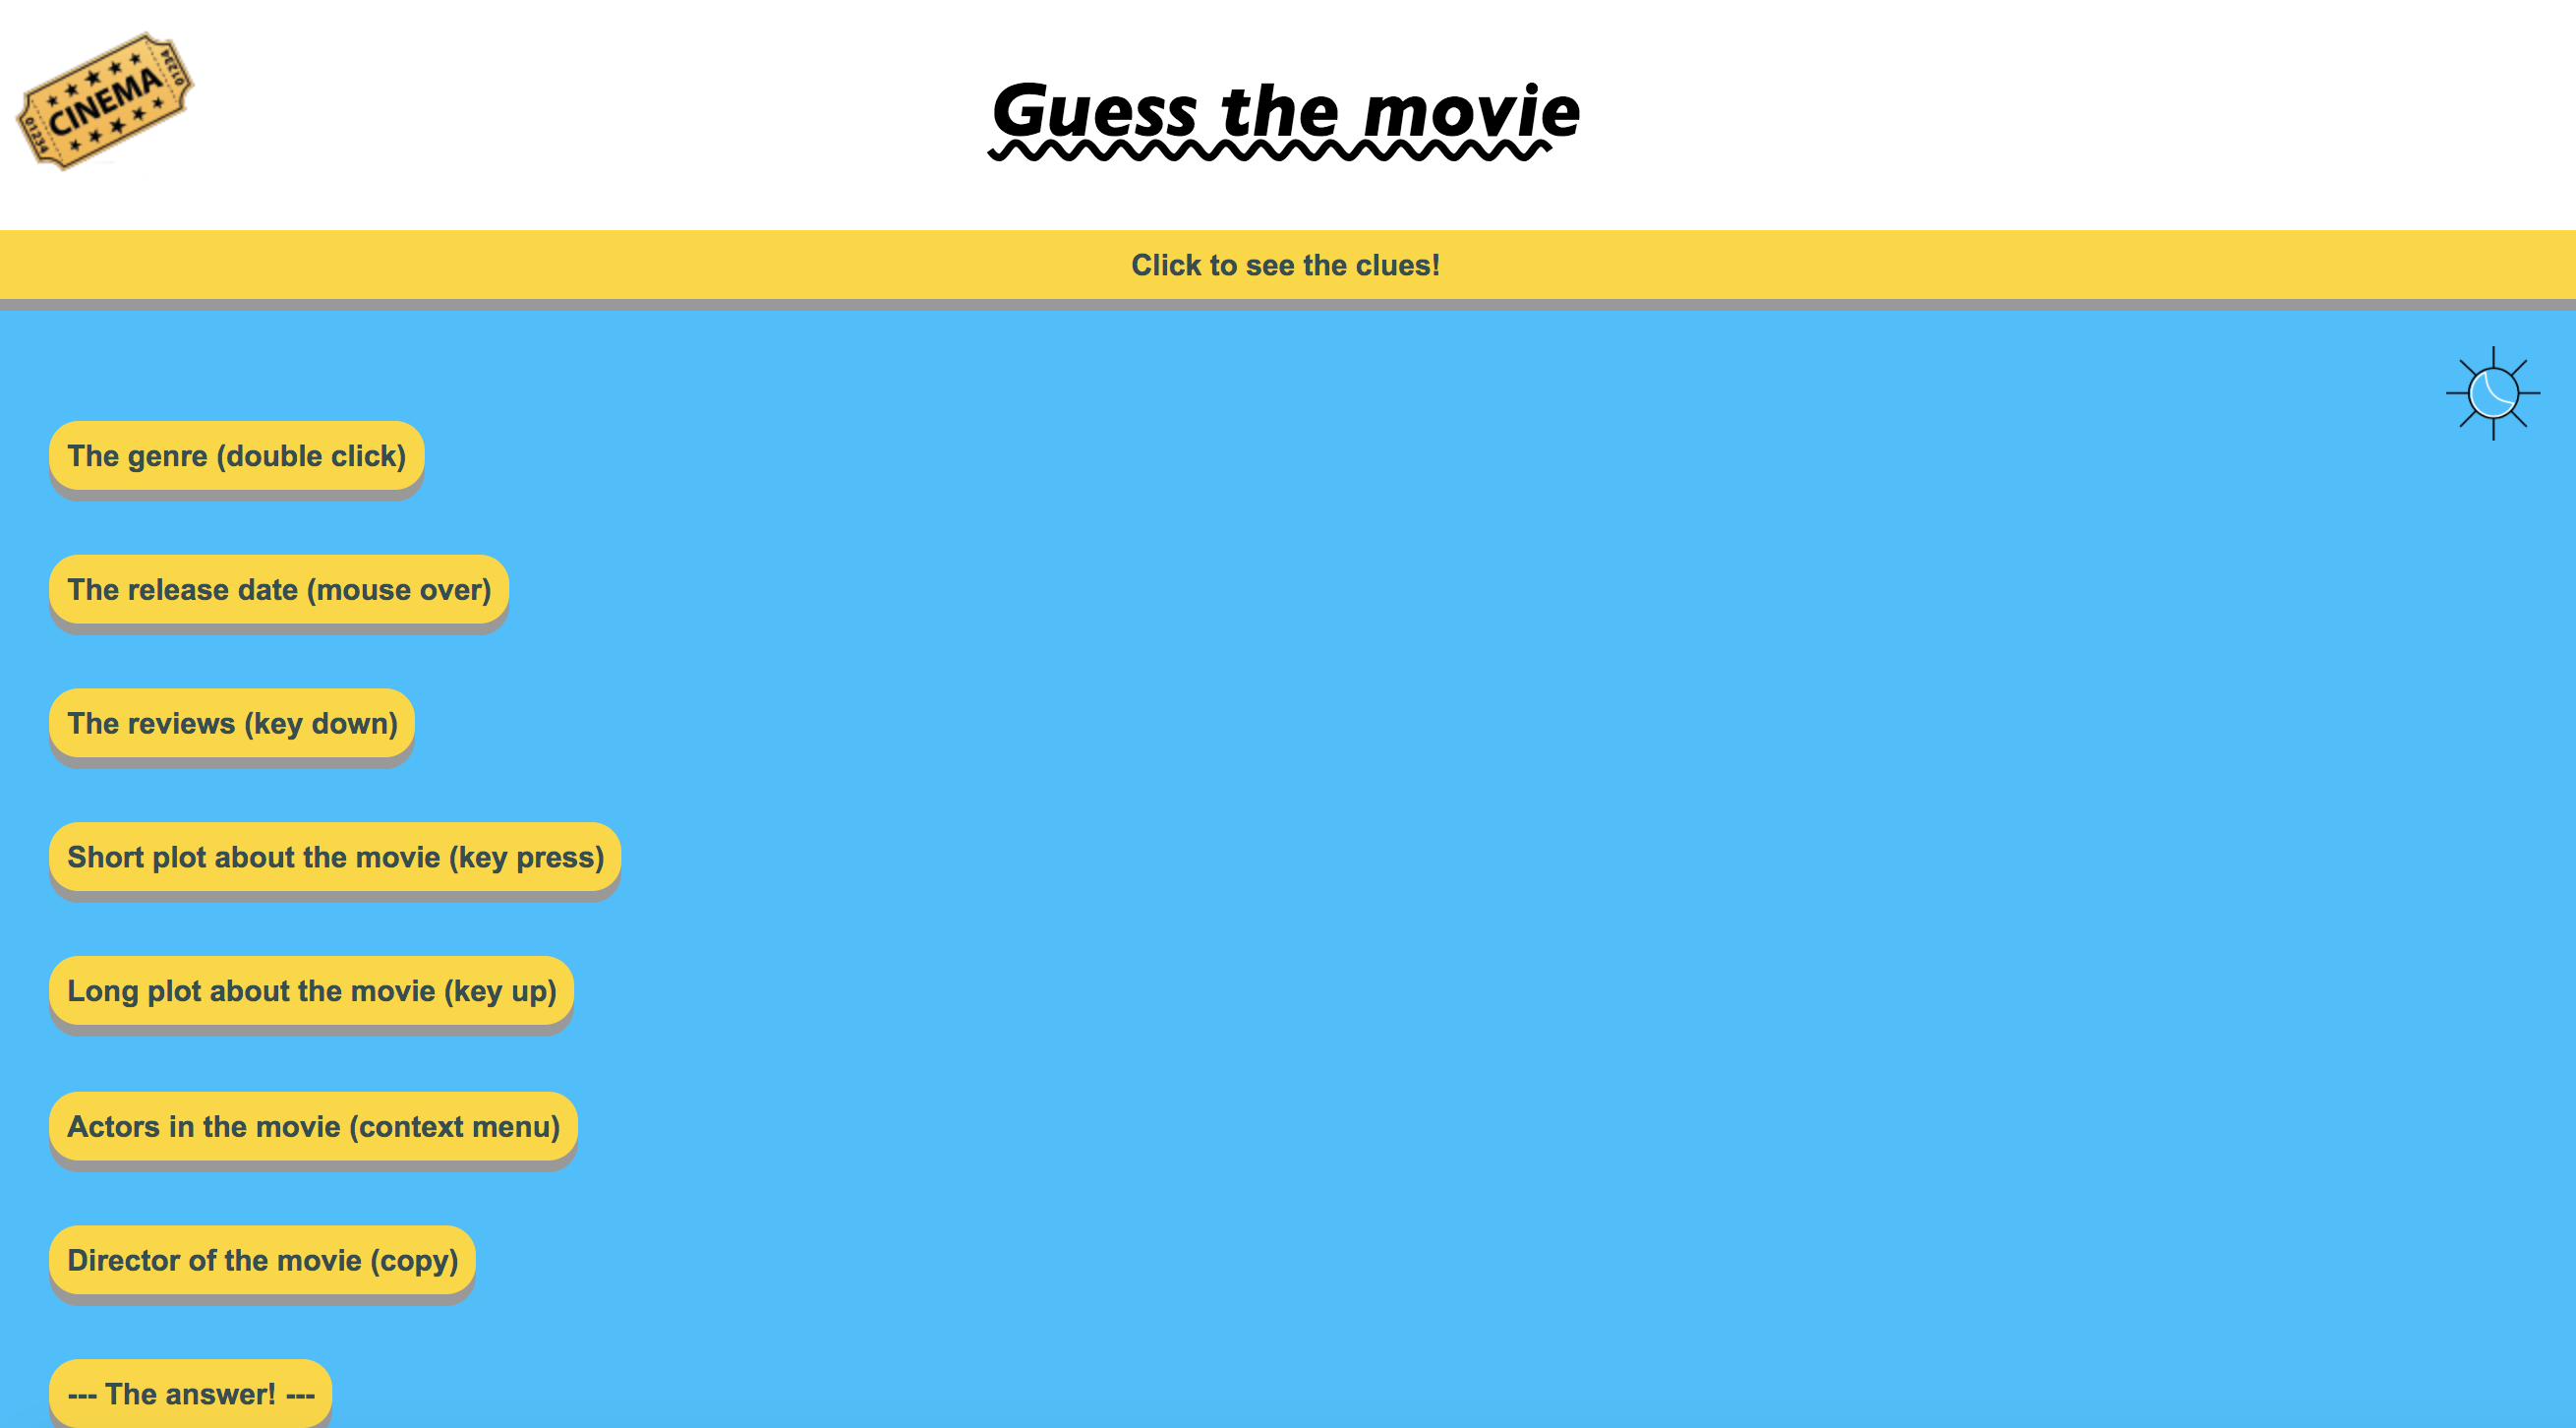 CINEMA
01234
01234
Guess the movie
Click to see the clues!
The genre (double click)
The release date (mouse over)
The reviews (key down)
Short plot about the movie (key press)
Long plot about the movie (key up)
Actors in the movie (context menu)
Director of the movie (copy)
--- The answer! ---